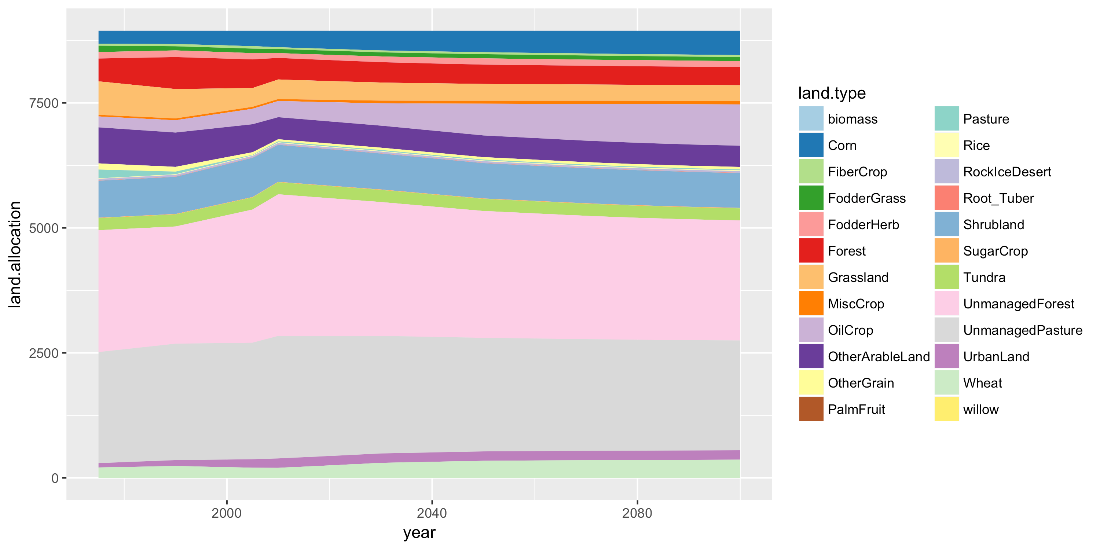 7500
5000
2500
0
land.allocation
2000
2040
2080
year
land.type
biomass
Corn
FiberCrop
FodderGrass
FodderHerb
Forest
Grassland
MiscCrop
OilCrop
OtherArableLand
OtherGrain
PalmFruit
Pasture
Rice
RockIceDesert
Root_Tuber
Shrubland
SugarCrop
Tundra
UnmanagedForest
UnmanagedPasture
UrbanLand
Wheat
willow